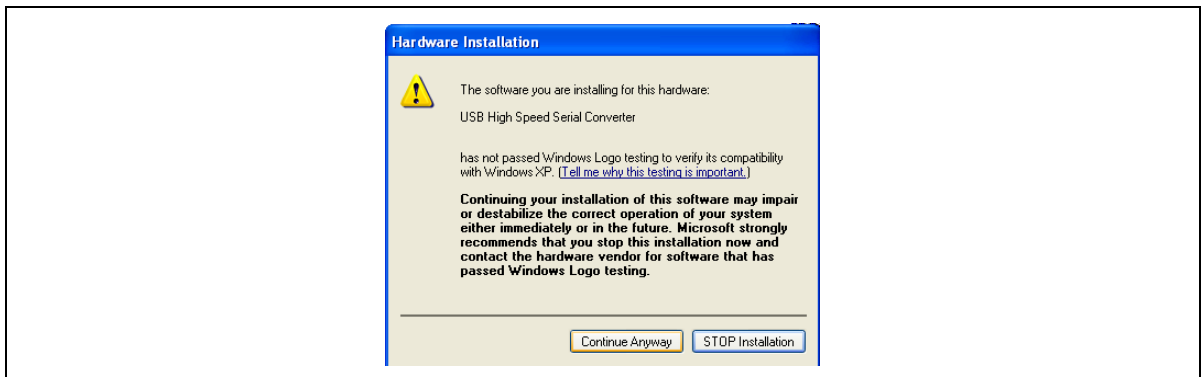 Hardware Installation
The software you are installing for this hardware:
USB High Speed Serial Converter
has not passed Windows Logo testing to verify its compatibility
with Windows XP. (Tell me why this testing is important.)
Continuing your installation of this software may impair
or destabilize the correct operation of your system
either immediately or in the future. Microsoft strongly
recommends that you stop this installation now and
contact the hardware vendor for software that has
passed Windows Logo testing.
Continue Anyway STOP Installation